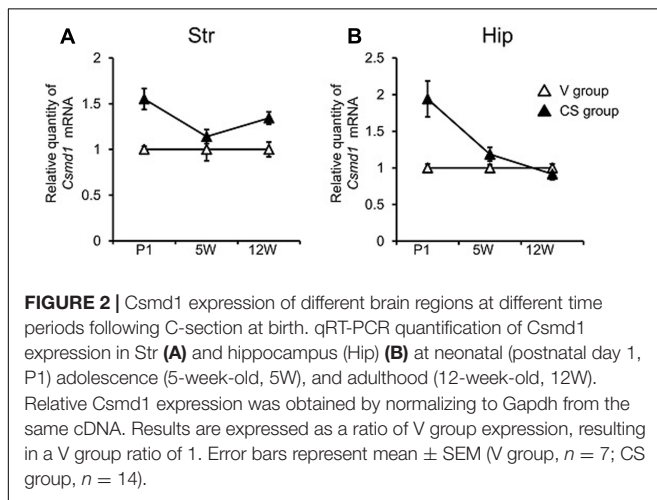 A Str
Relative quantity of
Csmd1 mRNA
2
1.5
1
0.5
0
P1 5W 12W
B Hip
Relative quantity of
Csmd1 mRNA
2.5
2
1.5
1
0.5
0
P1 5W 12W
V group
CS group
FIGURE 2 | Csmd1 expression of different brain regions at different time
periods following C-section at birth. qRT-PCR quantification of Csmd1
expression in Str (A) and hippocampus (Hip) (B) at neonatal (postnatal day 1,
P1) adolescence (5-week-old, 5W), and adulthood (12-week-old, 12W).
Relative Csmd1 expression was obtained by normalizing to Gapdh from the
same cDNA. Results are expressed as a ratio of V group expression, resulting
in a V group ratio of 1. Error bars represent mean ± SEM (V group, n = 7; CS
group, n = 14).